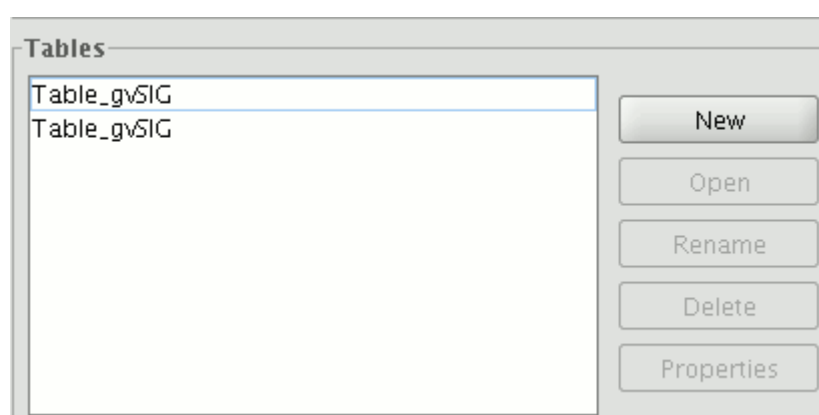 Tables
Table_gvSIG
Table_gvSIG
New
Open
Rename
Delete
Properties